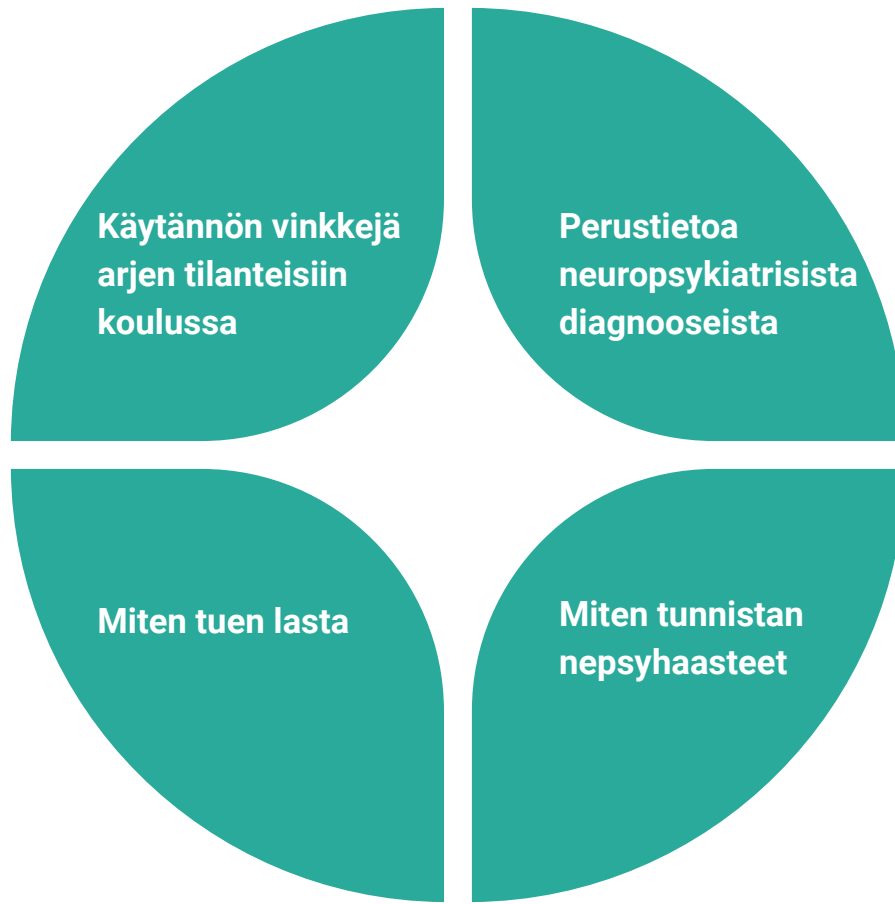 Käytännön vinkkejä
arjen tilanteisiin
koulussa
Perustietoa
neuropsykiatrisista
diagnooseista
Miten tuen lasta
Miten tunnistan
nepsyhaasteet